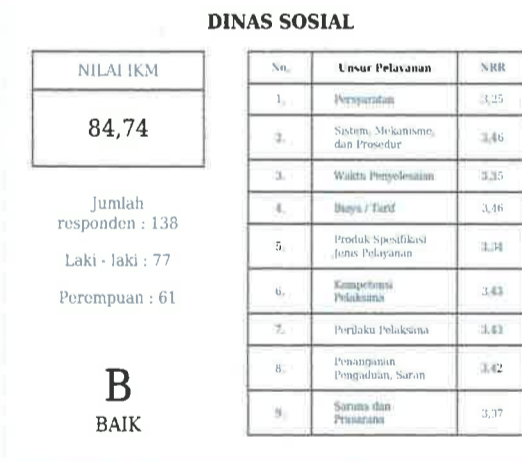 DINAS SOSIAL
NILAI IKM
84,74
Jumlah
responden : 138
Laki - laki : 77
Perempuan : 61
B
BAIK
No. Unsur Pelayanan NRR
1. Persyaratan 3,25
2. Sistem, Mekanisme,
dan Prosedur 3,46
3. Waktu Penyelesaian 3,35
4. Biaya / Tarif 3,46
5. Produk Spesifikasi
Jenis Pelayanan 3,34
6. Kompetensi
Pelaksana 3,43
7. Perilaku Pelaksana 3,43
8. Penanganan
Pengaduan, Saran 3,42
9. Sarana dan
Prasarana 3,37